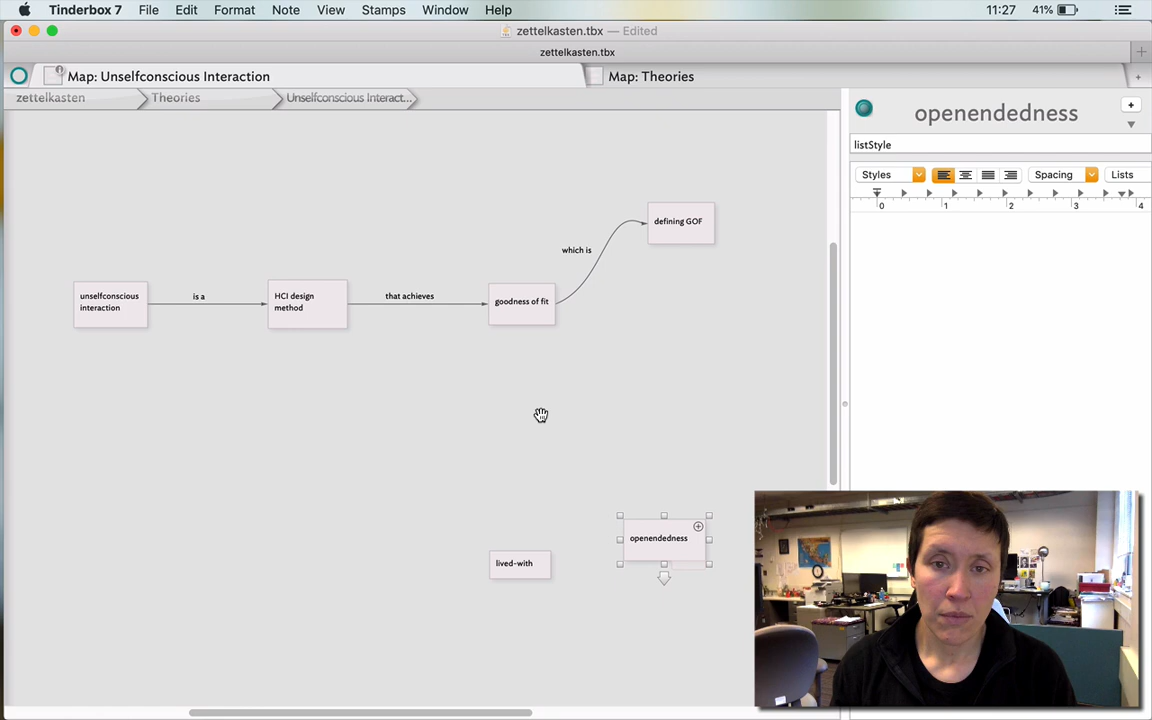 Tinderbox 7 File Edit Format Note View Stamps Window Help 11:27 41%
zettelkasten.tbx — Edited
zettelkasten.tbx
Map: Unselfconscious Interaction Map: Theories
zettelkasten Theories Unselfconscious Interact...
openendedness
listStyle
Styles Spacing Lists
0 1 2 3 4
defining GOF
which is
unselfconscious
interaction
is a
HCI design
method
that achieves
goodness of fit
openendedness
lived-with